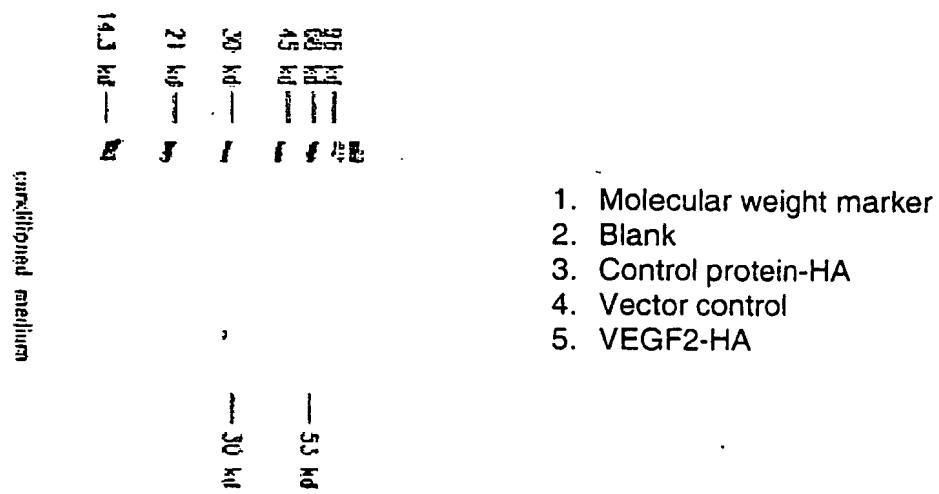 14.3 kd
21 kd
30 kd
45 kd
kd
conditioned medium
1. Molecular weight marker
2. Blank
3. Control protein-HA
4. Vector control
5. VEGF2-HA
30 kd
53 kd